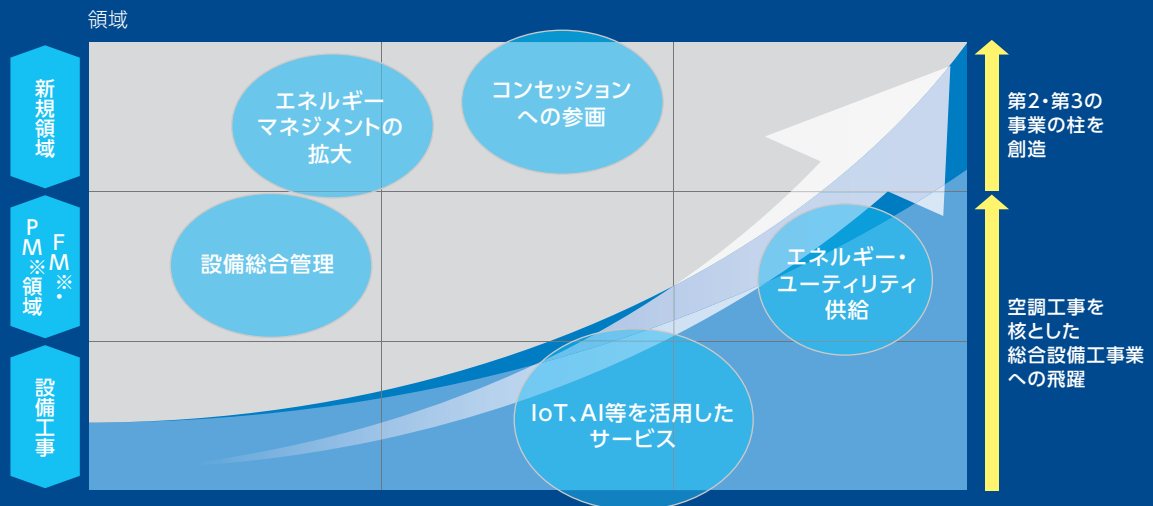 領域
新規領域
エネルギー
マネジメントの
拡大
コンセッション
への参画
第2・第3の
事業の柱を
創造
FM※・
PM※領域
設備総合管理
エネルギー・
ユーティリティ
供給
空調工事を
核とした
総合設備工事業
への飛躍
設備工事
IoT、AI等を活用した
サービス